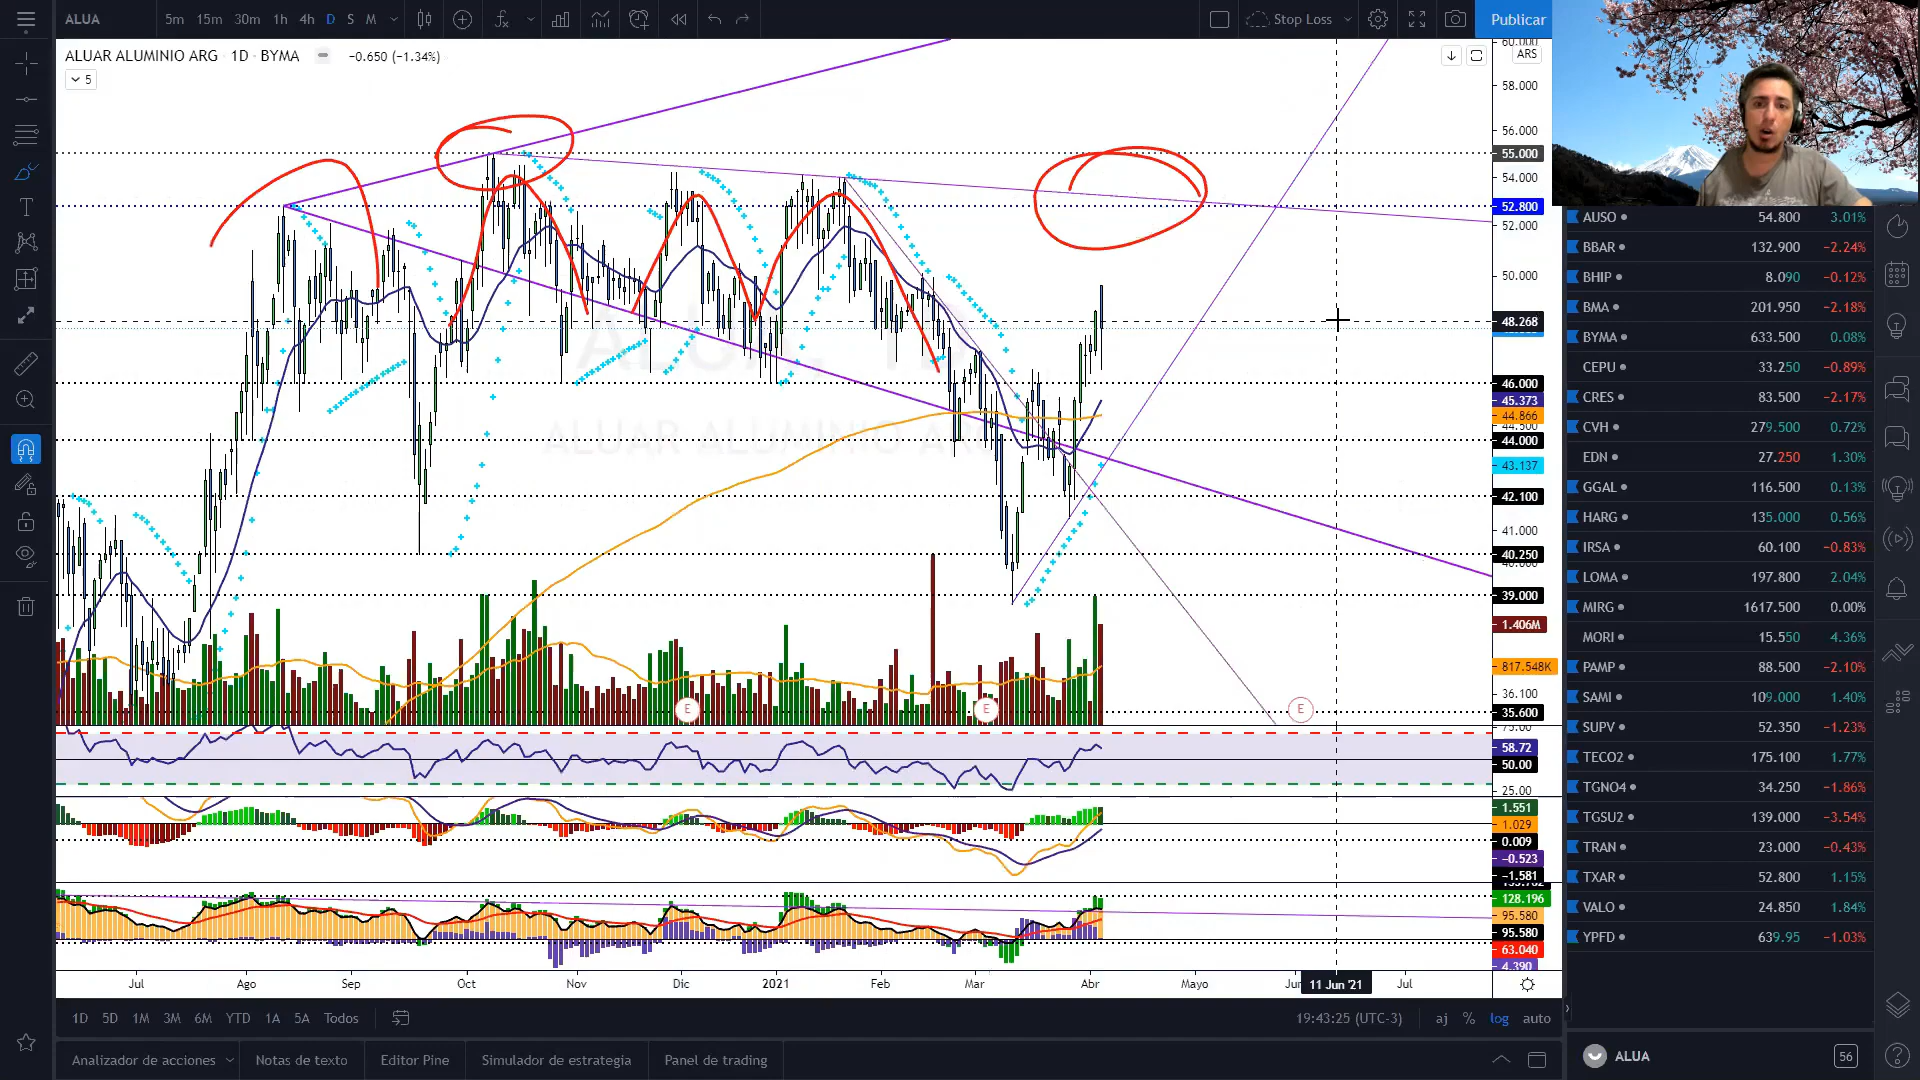 ALUA 5m 15m 30m 1h 4h D S M Stop Loss Publicar
ALUAR ALUMINIO ARG · 1D · BYMA −0.650 (−1.34%)
5
ARS
60.000
58.000
56.000
55.000
54.000
52.800
52.000
50.000
48.268
46.000
45.373
44.866
44.500
44.000
43.137
42.100
41.000
40.250
40.000
39.000
1.406M
817.548K
36.100
35.600
E E E
75.00
58.72
50.00
25.00
1.551
1.029
0.009
−0.523
−1.581
128.196
95.580
95.580
63.040
4.390
Jul Ago Sep Oct Nov Dic 2021 Feb Mar Abr Mayo Jun 11 Jun '21 Jul
1D 5D 1M 3M 6M YTD 1A 5A Todos 19:43:25 (UTC-3) aj % log auto
Analizador de acciones Notas de texto Editor Pine Simulador de estrategia Panel de trading
AUSO 54.800 3.01%
BBAR 132.900 −2.24%
BHIP 8.090 −0.12%
BMA 201.950 −2.18%
BYMA 633.500 0.08%
CEPU 33.250 −0.89%
CRES 83.500 −2.17%
CVH 279.500 0.72%
EDN 27.250 1.30%
GGAL 116.500 0.13%
HARG 135.000 0.56%
IRSA 60.100 −0.83%
LOMA 197.800 2.04%
MIRG 1617.500 0.00%
MORI 15.550 4.36%
PAMP 88.500 −2.10%
SAMI 109.000 1.40%
SUPV 52.350 −1.23%
TECO2 175.100 1.77%
TGNO4 34.250 −1.86%
TGSU2 139.000 −3.54%
TRAN 23.000 −0.43%
TXAR 52.800 1.15%
VALO 24.850 1.84%
YPFD 639.95 −1.03%
ALUA 56